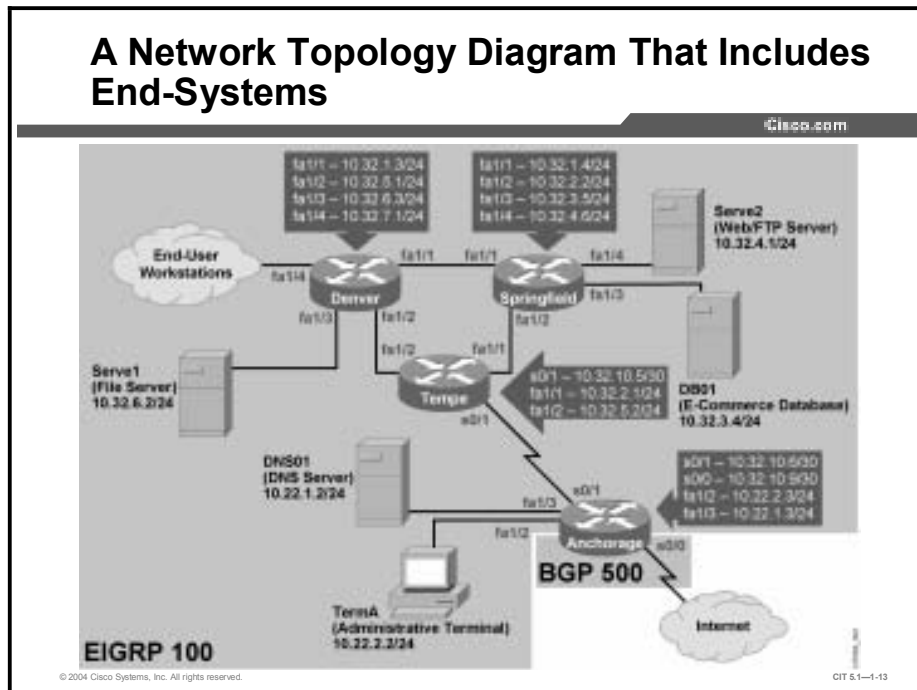 A Network Topology Diagram That Includes
End-Systems
Cisco.com
fa1/1 – 10.32.1.3/24
fa1/2 – 10.32.5.1/24
fa1/3 – 10.32.6.3/24
fa1/4 – 10.32.7.1/24
fa1/1 – 10.32.1.4/24
fa1/2 – 10.32.2.2/24
fa1/3 – 10.32.3.5/24
fa1/4 – 10.32.4.6/24
Serve2
(Web/FTP Server)
10.32.4.1/24
End-User
Workstations
fa1/4
fa1/1
fa1/1
fa1/4
Denver
Springfield
fa1/3
fa1/3
fa1/2
fa1/2
Serve1
(File Server)
10.32.6.2/24
fa1/2
fa1/1
Tempe
s0/1
s0/1 – 10.32.10.5/30
fa1/1 – 10.32.2.1/24
fa1/2 – 10.32.5.2/24
DB01
(E-Commerce Database)
10.32.3.4/24
DNS01
(DNS Server)
10.22.1.2/24
s0/1
fa1/3
fa1/2
Anchorage
s0/0
s0/1 – 10.32.10.6/30
s0/0 – 10.32.10.9/30
fa1/2 – 10.22.2.3/24
fa1/3 – 10.22.1.3/24
BGP 500
TermA
(Administrative Terminal)
10.22.2.2/24
Internet
EIGRP 100
© 2004 Cisco Systems, Inc. All rights reserved.
CIT 5.1—1-13